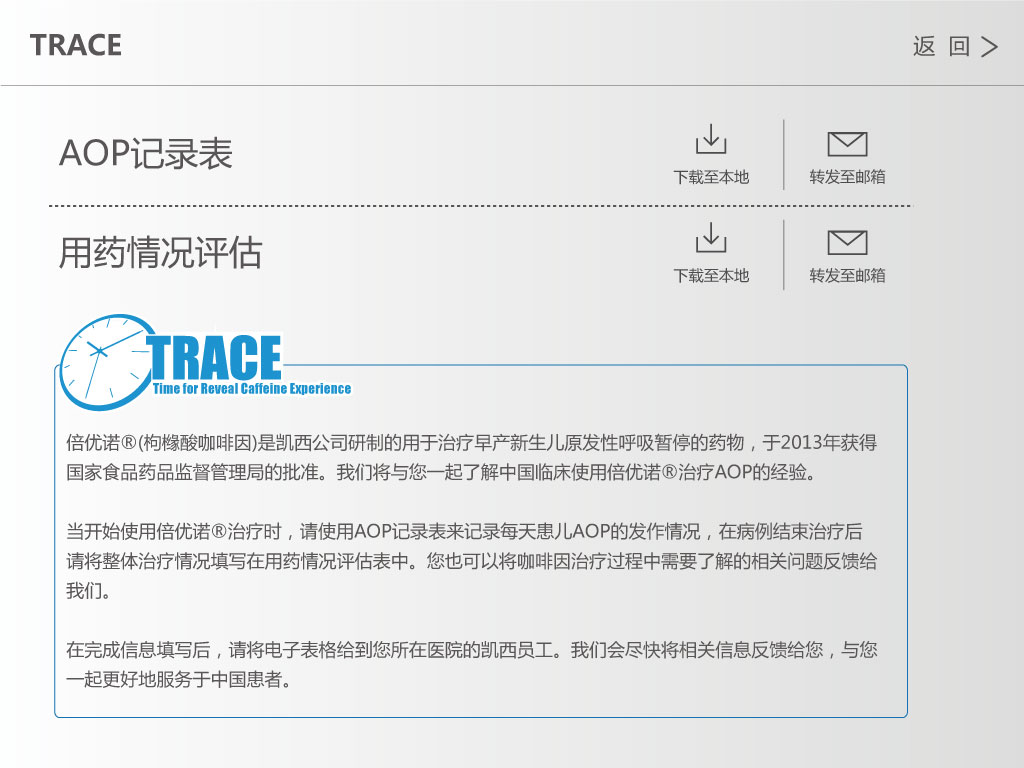 TRACE
返 回
AOP记录表
下载至本地
转发至邮箱
用药情况评估
下载至本地
转发至邮箱
TRACE
Time for Reveal Caffeine Experience
倍优诺®(枸橼酸咖啡因)是凯西公司研制的用于治疗早产新生儿原发性呼吸暂停的药物，于2013年获得
国家食品药品监督管理局的批准。我们将与您一起了解中国临床使用倍优诺®治疗AOP的经验。
当开始使用倍优诺®治疗时，请使用AOP记录表来记录每天患儿AOP的发作情况，在病例结束治疗后
请将整体治疗情况填写在用药情况评估表中。您也可以将咖啡因治疗过程中需要了解的相关问题反馈给
我们。
在完成信息填写后，请将电子表格给到您所在医院的凯西员工。我们会尽快将相关信息反馈给您，与您
一起更好地服务于中国患者。